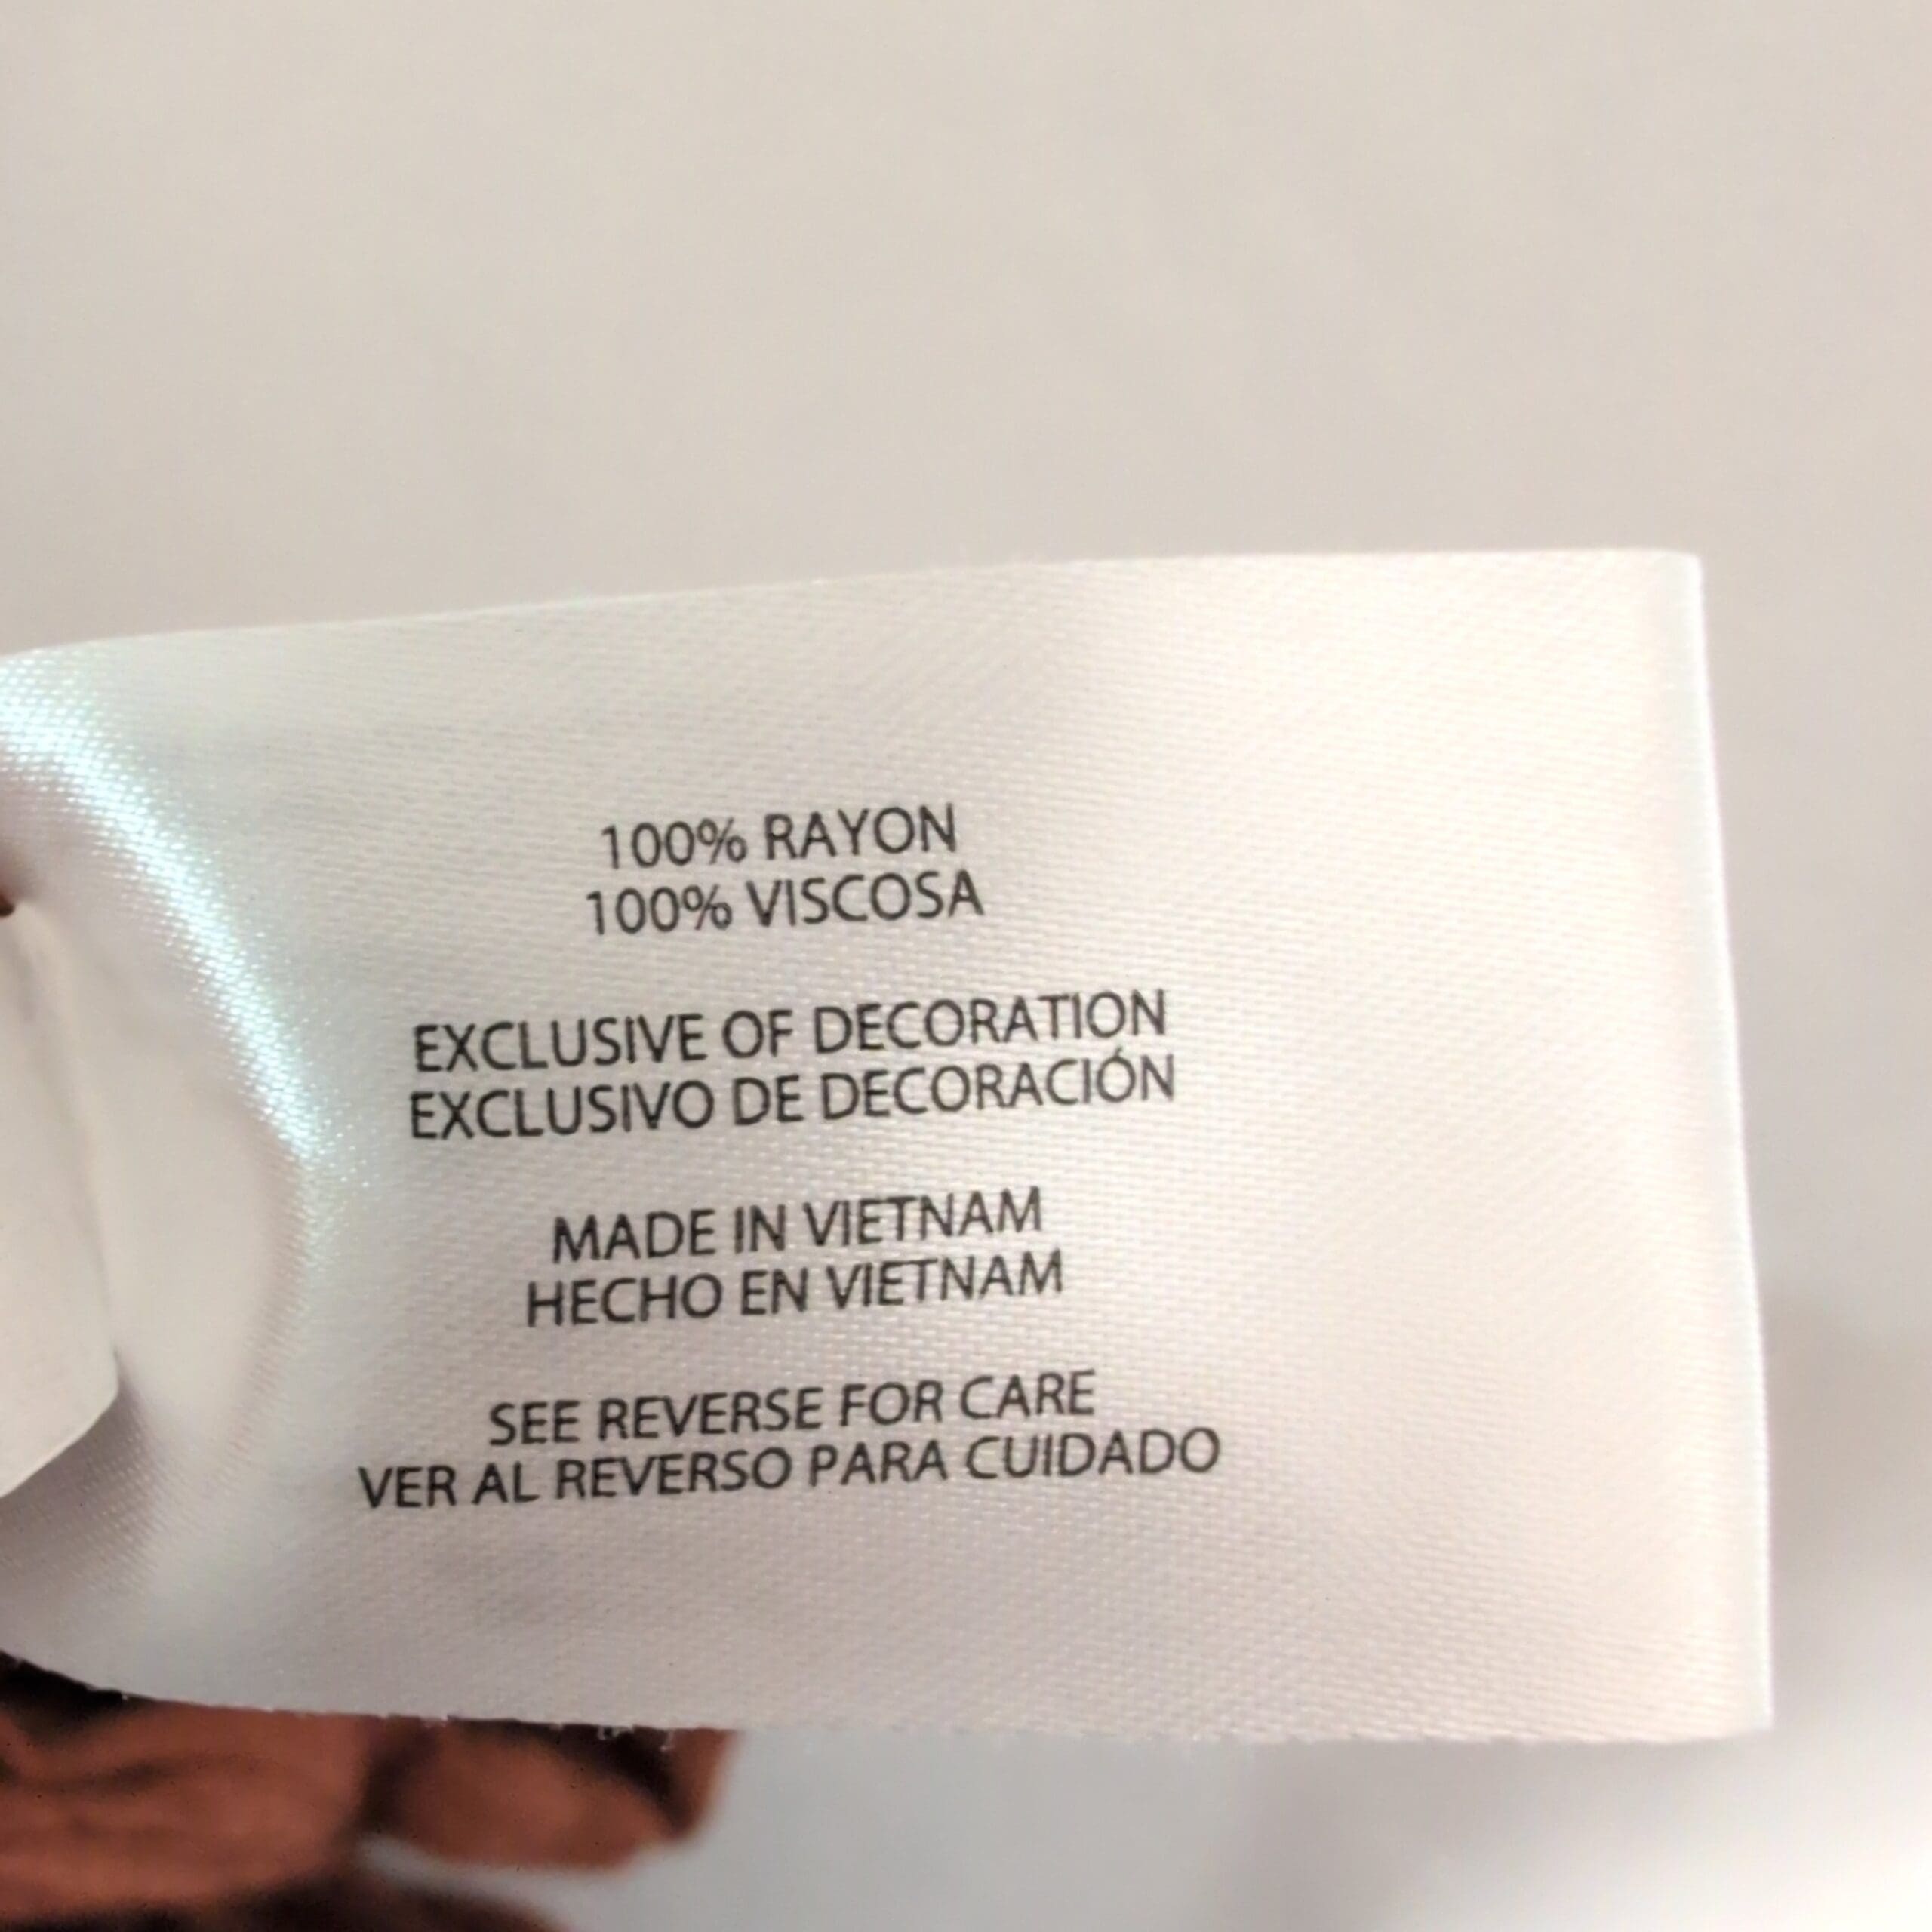 100% RAYON
100% VISCOSA
EXCLUSIVE OF DECORATION
EXCLUSIVO DE DECORACIÓN
MADE IN VIETNAM
HECHO EN VIETNAM
SEE REVERSE FOR CARE
VER AL REVERSO PARA CUIDADO